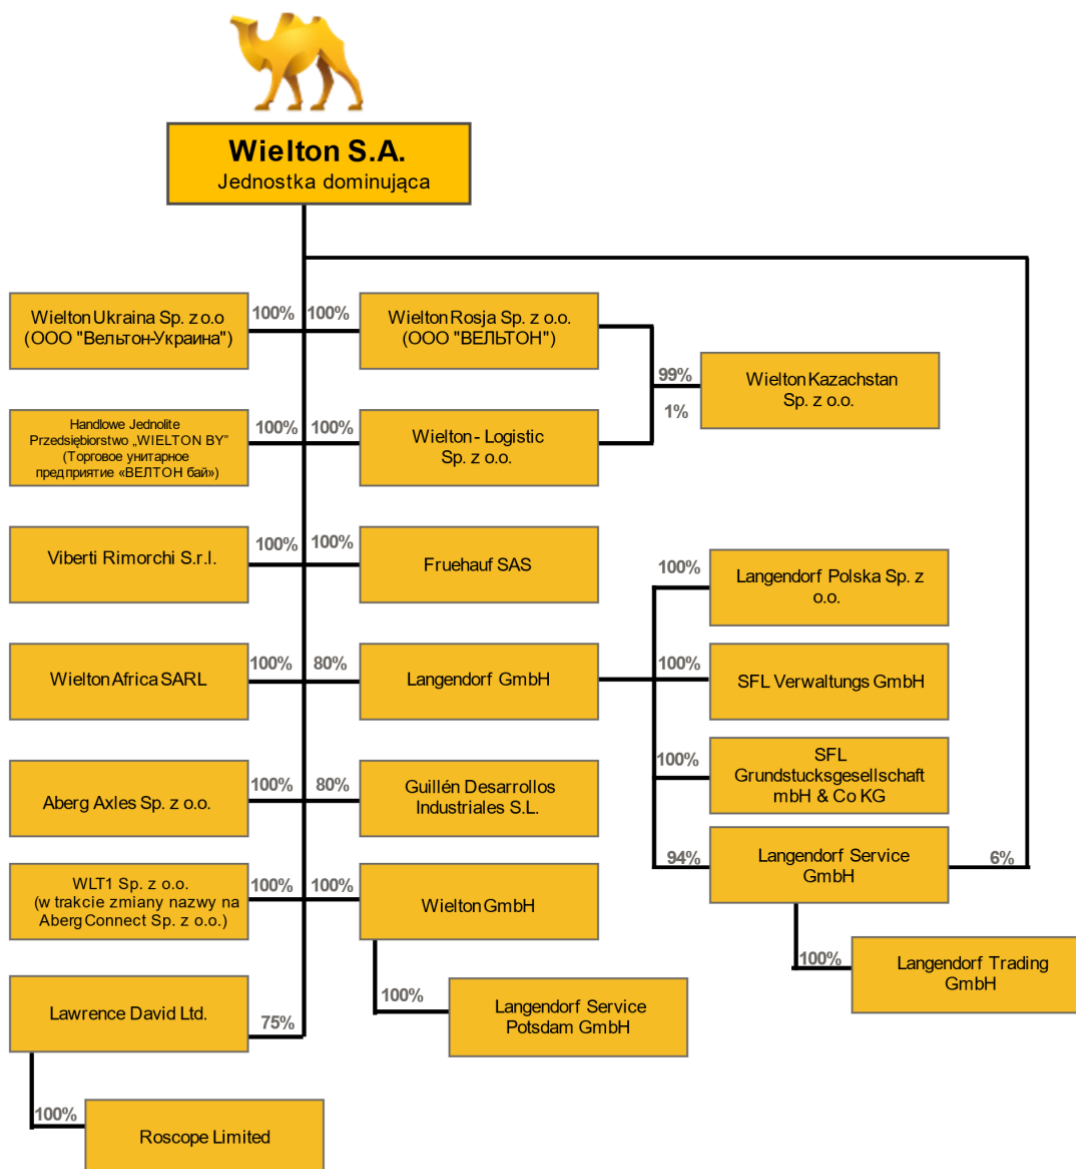 Wielton S.A.
Jednostka dominująca
Wielton Ukraina Sp. z o.o
(ООО "Вельтон-Украина")
100%
100%
Wielton Rosja Sp. z o.o.
(ООО "ВЕЛЬТОН")
99%
1%
Wielton Kazachstan
Sp. z o.o.
Handlowe Jednolite
Przedsiębiorstwo „WIELTON BY”
(Торговое унитарное
предприятие «ВЕЛТОН бай»)
100%
100%
Wielton - Logistic
Sp. z o.o.
Viberti Rimorchi S.r.l.
100%
100%
Fruehauf SAS
100%
Langendorf Polska Sp. z
o.o.
Wielton Africa SARL
100%
80%
Langendorf GmbH
100%
SFL Verwaltungs GmbH
100%
SFL
Grundstucksgesellschaft
mbH & Co KG
Aberg Axles Sp. z o.o.
100%
80%
Guillén Desarrollos
Industriales S.L.
94%
Langendorf Service
GmbH
6%
WLT1 Sp. z o.o.
(w trakcie zmiany nazwy na
Aberg Connect Sp. z o.o.)
100%
100%
Wielton GmbH
100%
Langendorf Trading
GmbH
Lawrence David Ltd.
75%
100%
Langendorf Service
Potsdam GmbH
100%
Roscope Limited